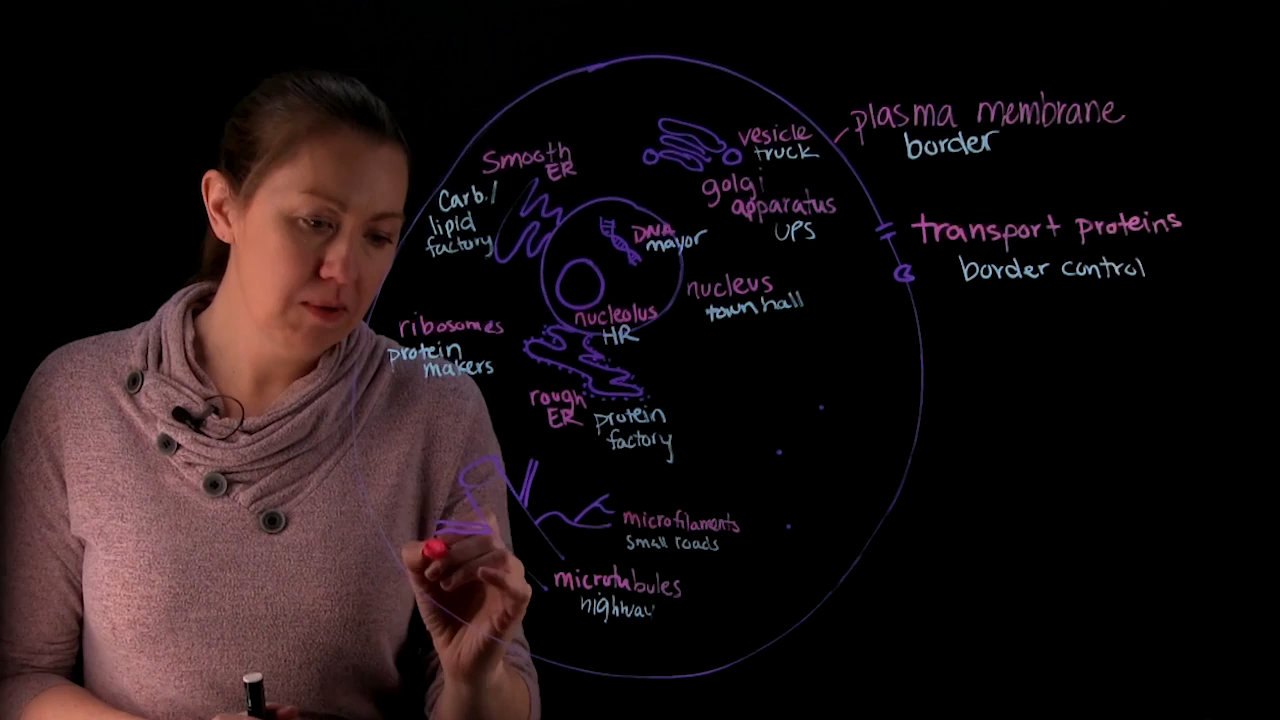 plasma membrane
border
vesicle
truck
Smooth
ER
golgi
apparatus
UPS
Carb./
lipid
factory
DNA
mayor
transport proteins
border control
nucleus
town hall
nucleolus
HR
ribosomes
protein
makers
rough
ER
protein
factory
microfilaments
small roads
microtubules
highway